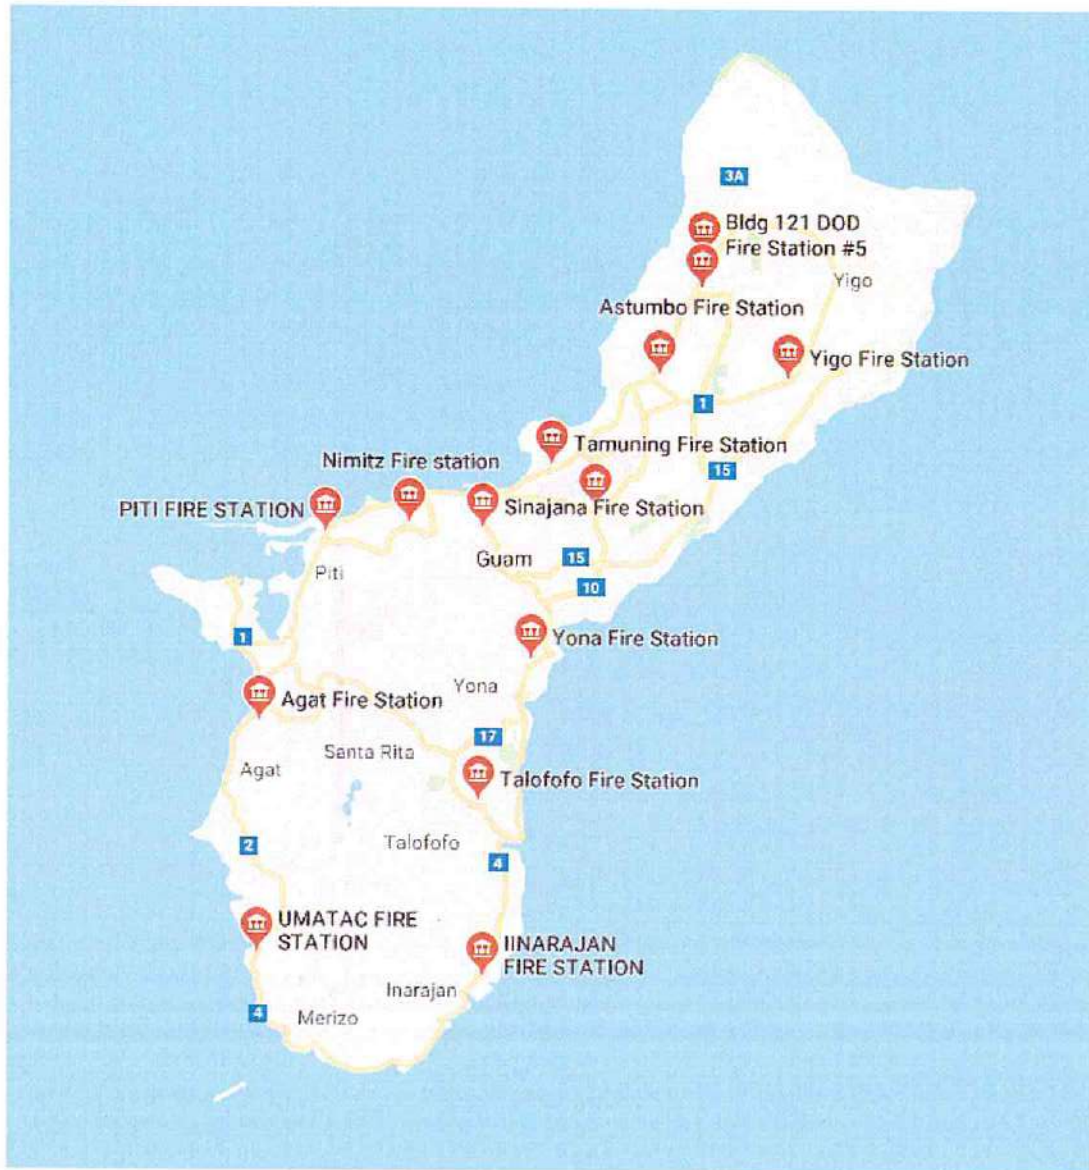 3A
Bldg 121 DOD
Fire Station #5
Yigo
Astumbo Fire Station
Yigo Fire Station
1
Tamuning Fire Station
Nimitz Fire station
15
PITI FIRE STATION
Sinajana Fire Station
Guam
15
Piti
10
1
Yona Fire Station
Yona
Agat Fire Station
17
Santa Rita
Agat
Talofofo Fire Station
Talofofo
2
4
UMATAC FIRE
STATION
IINARAJAN
FIRE STATION
Inarajan
4
Merizo